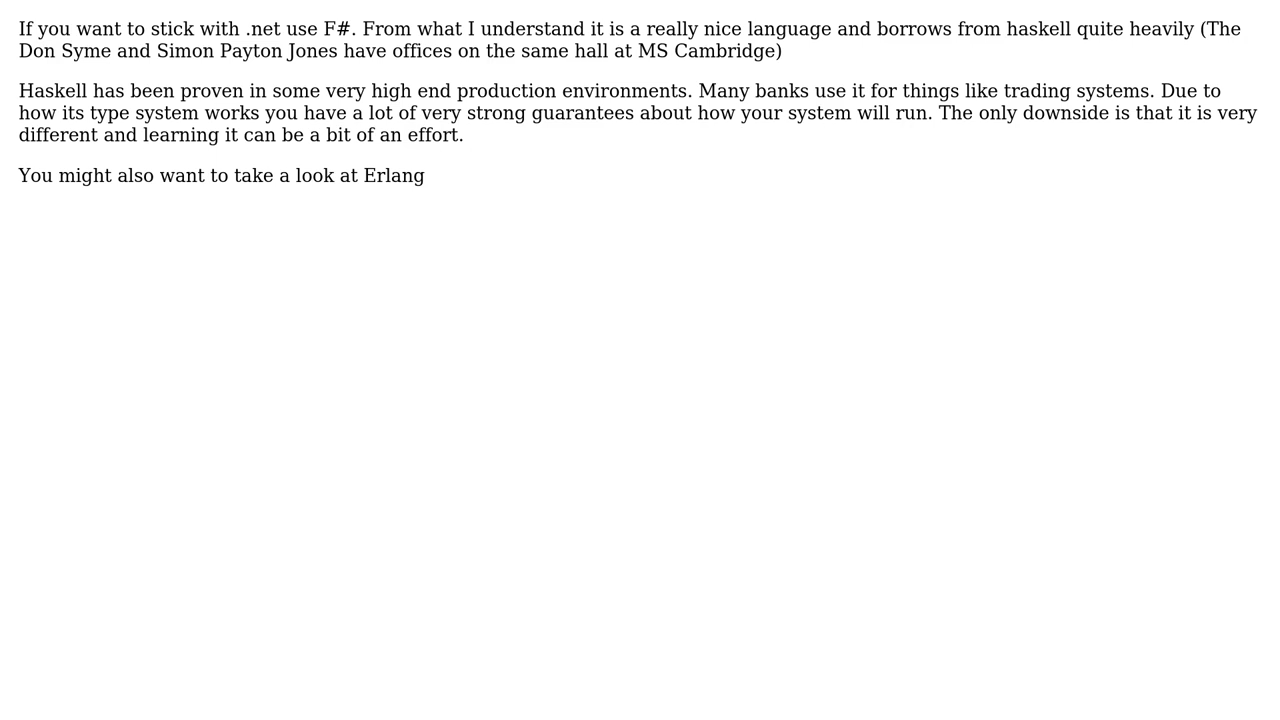 If you want to stick with .net use F#. From what I understand it is a really nice language and borrows from haskell quite heavily (The
Don Syme and Simon Payton Jones have offices on the same hall at MS Cambridge)
Haskell has been proven in some very high end production environments. Many banks use it for things like trading systems. Due to
how its type system works you have a lot of very strong guarantees about how your system will run. The only downside is that it is very
different and learning it can be a bit of an effort.
You might also want to take a look at Erlang